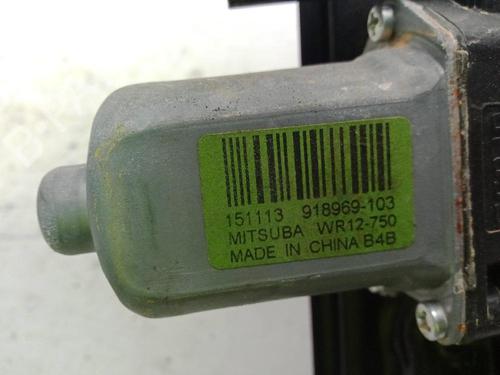 151113 918969-103
MITSUBA WR12-750
MADE IN CHINA B4B